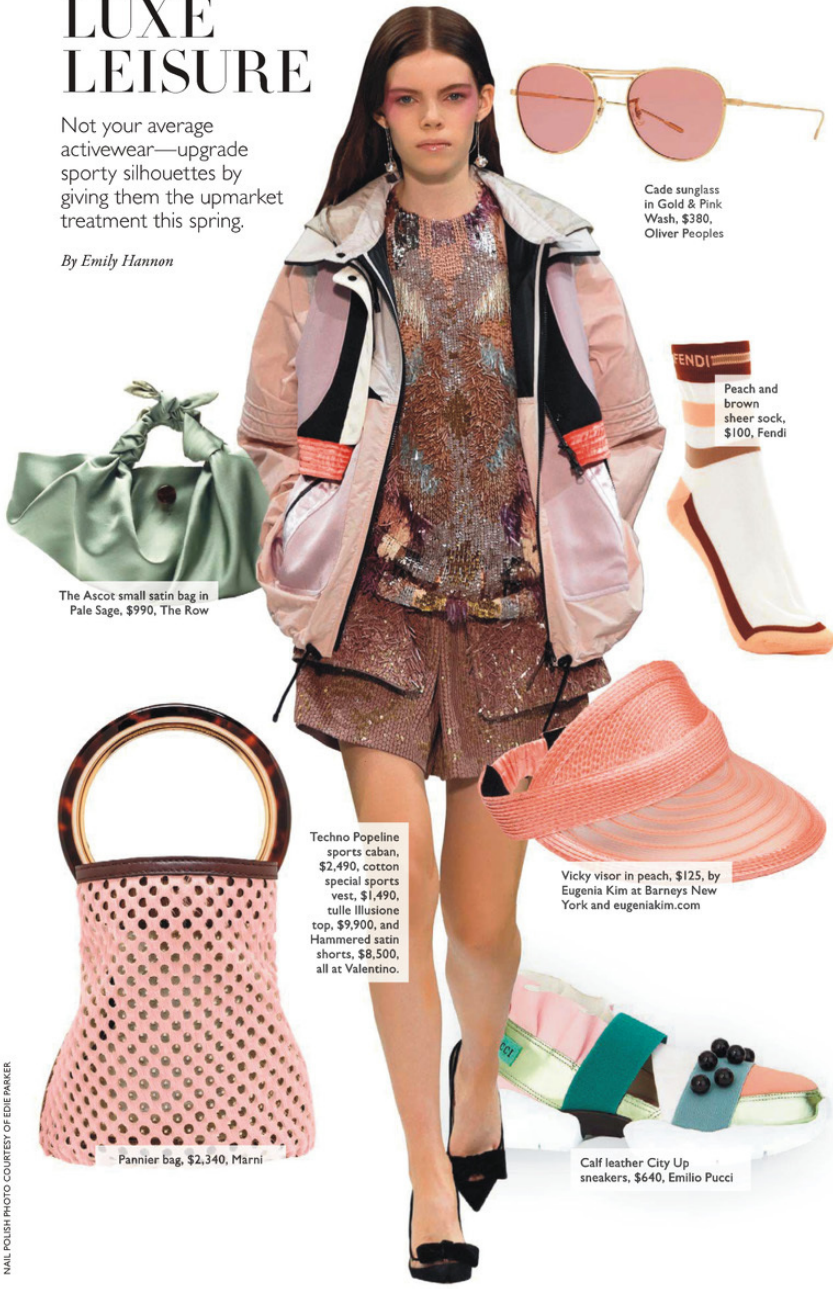 LUXE
LEISURE
Not your average
activewear—upgrade
sporty silhouettes by
giving them the upmarket
treatment this spring.
By Emily Hannon
Cade sunglass
in Gold & Pink
Wash, $380,
Oliver Peoples
FENDI
Peach and
brown
sheer sock,
$100, Fendi
The Ascot small satin bag in
Pale Sage, $990, The Row
Techno Popeline
sports caban,
$2,490, cotton
special sports
vest, $1,490,
tulle Illusione
top, $9,900, and
Hammered satin
shorts, $8,500,
all at Valentino.
Vicky visor in peach, $125, by
Eugenia Kim at Barneys New
York and eugeniakim.com
Pannier bag, $2,340, Marni
CCI
Calf leather City Up
sneakers, $640, Emilio Pucci
NAIL POLISH PHOTO COURTESY OF EDIE PARKER